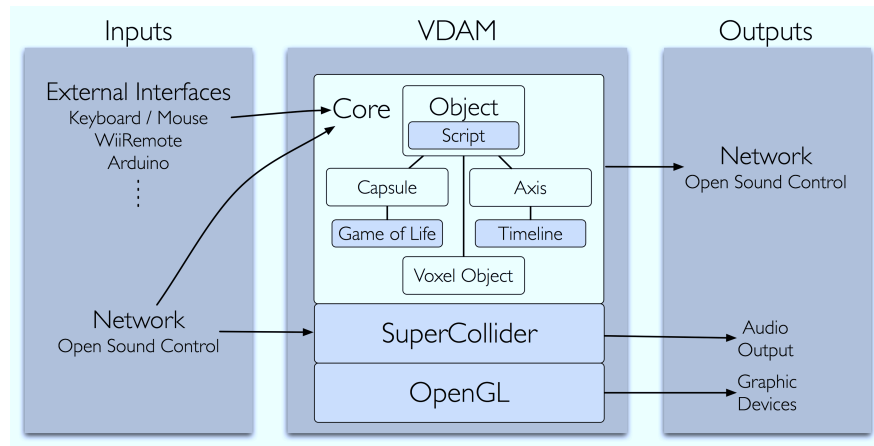 Inputs
VDAM
Outputs
External Interfaces
Keyboard / Mouse
WiiRemote
Arduino
Network
Open Sound Control
Core
Object
Script
Capsule
Axis
Game of Life
Timeline
Voxel Object
SuperCollider
OpenGL
Network
Open Sound Control
Audio
Output
Graphic
Devices